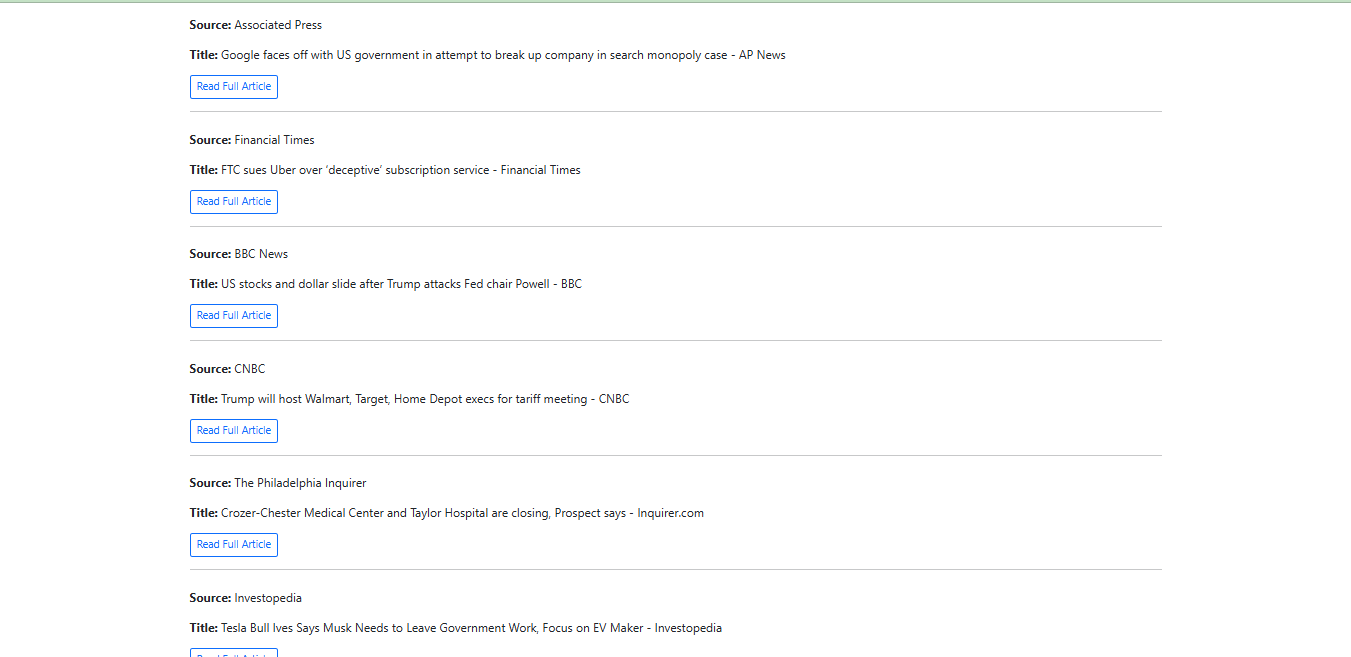 Source: Associated Press
Title: Google faces off with US government in attempt to break up company in search monopoly case - AP News
Read Full Article
Source: Financial Times
Title: FTC sues Uber over ‘deceptive’ subscription service - Financial Times
Read Full Article
Source: BBC News
Title: US stocks and dollar slide after Trump attacks Fed chair Powell - BBC
Read Full Article
Source: CNBC
Title: Trump will host Walmart, Target, Home Depot execs for tariff meeting - CNBC
Read Full Article
Source: The Philadelphia Inquirer
Title: Crozer-Chester Medical Center and Taylor Hospital are closing, Prospect says - Inquirer.com
Read Full Article
Source: Investopedia
Title: Tesla Bull Ives Says Musk Needs to Leave Government Work, Focus on EV Maker - Investopedia